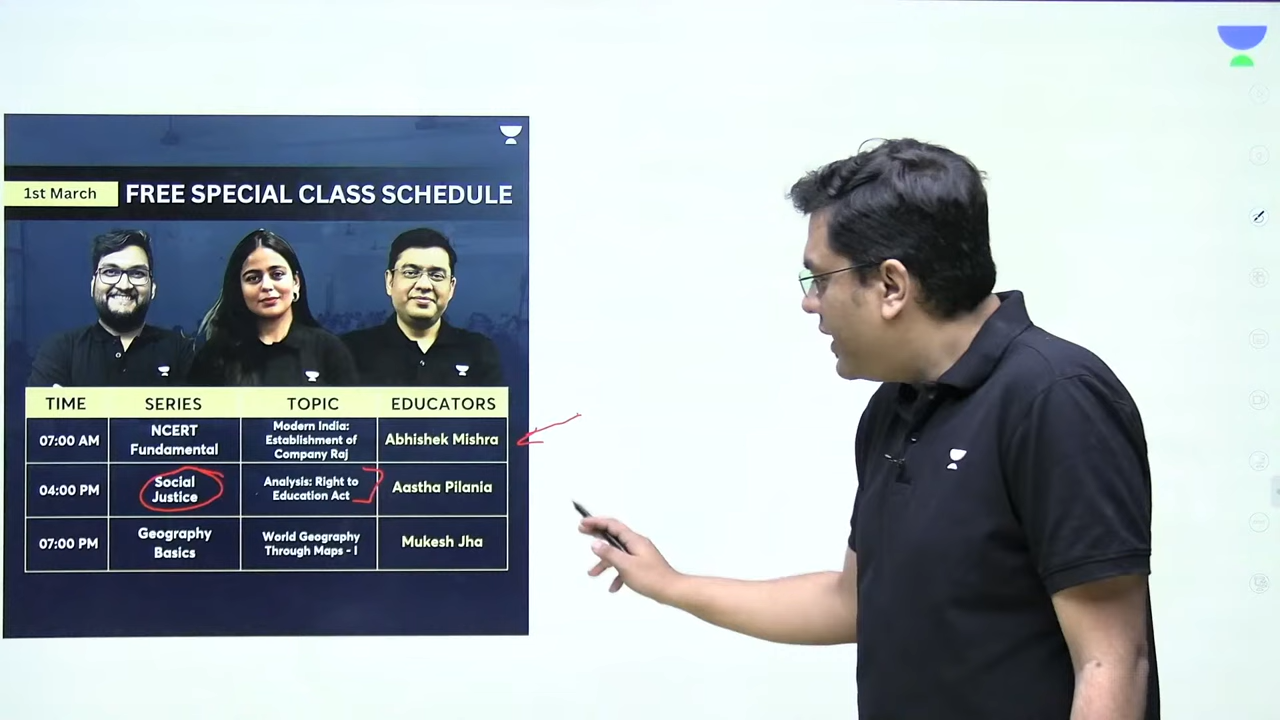 1st March FREE SPECIAL CLASS SCHEDULE
TIME SERIES TOPIC EDUCATORS
07:00 AM
NCERT
Fundamental
Modern India:
Establishment of
Company Raj
Abhishek Mishra
04:00 PM
Social
Justice
Analysis: Right to
Education Act
Aastha Pilania
07:00 PM
Geography
Basics
World Geography
Through Maps - I
Mukesh Jha